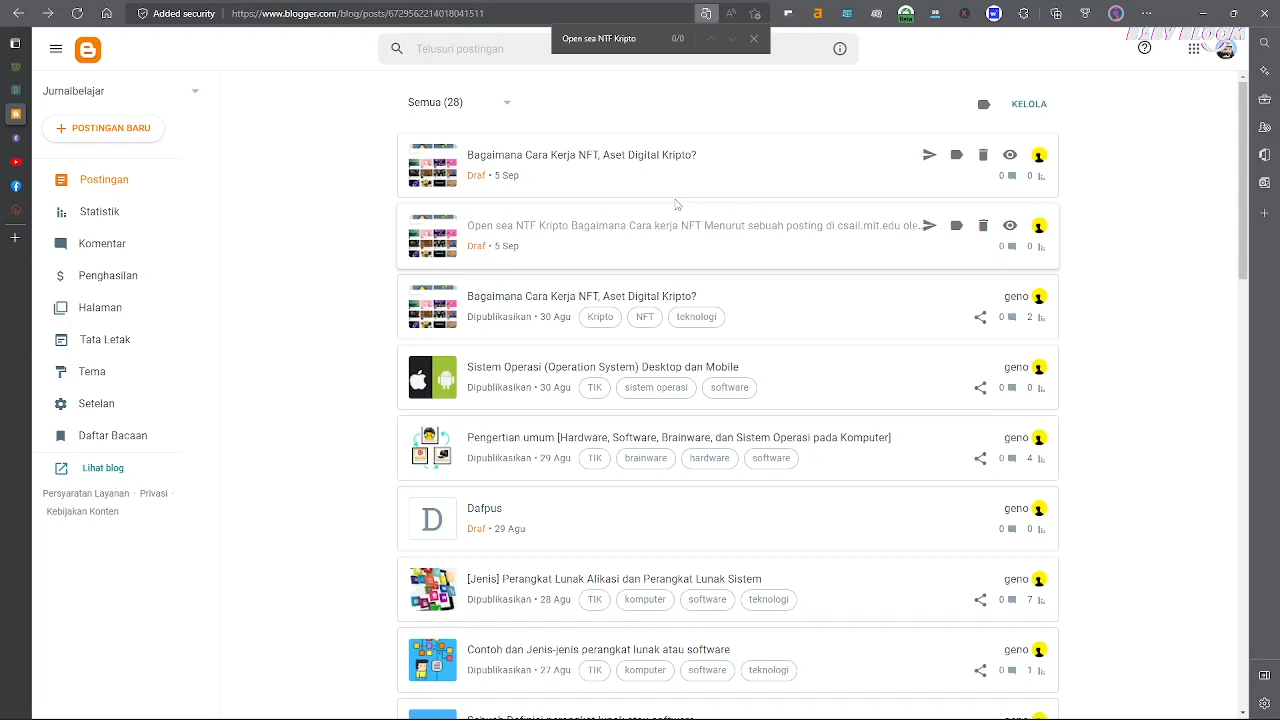 Address security
https://www.blogger.com/blog/posts/6729562214018041511
Beta
Open sea NTF Kripto
0/0
Telusuri postingan
Jurnalbelajar
POSTINGAN BARU
Postingan
Statistik
Komentar
Penghasilan
Halaman
Tata Letak
Tema
Setelan
Daftar Bacaan
Lihat blog
Persyaratan Layanan · Privasi ·
Kebijakan Konten
Semua (28)
KELOLA
Bagaimana Cara Kerja NFT, Aset Digital Kripto?
Draf • 5 Sep
0 0
Open sea NTF Kripto Bagaimana Cara kerja NFT Menurut sebuah posting di csail.mit.edu ole...
Draf • 5 Sep
0 0
Bagaimana Cara Kerja NFT, Aset Digital Kripto?
geno
Dipublikasikan • 30 Agu Kripto NFT teknologi
0 2
Sistem Operasi (Operation System) Desktop dan Mobile
geno
Dipublikasikan • 30 Agu TIK sistem operasi software
0 0
Pengertian umum [Hardware, Software, Brainware, dan Sistem Operasi pada Komputer]
geno
Dipublikasikan • 29 Agu TIK brainware hardware software
0 4
D
Dafpus
geno
Draf • 29 Agu
0 0
[Jenis] Perangkat Lunak Alikasi dan Perangkat Lunak Sistem
geno
Dipublikasikan • 28 Agu TIK komputer software teknologi
0 7
Contoh dan Jenis-jenis perangkat lunak atau software
geno
Dipublikasikan • 27 Agu TIK komputer software teknologi
0 1
Sebuah Definisi perangkat lunak atau software